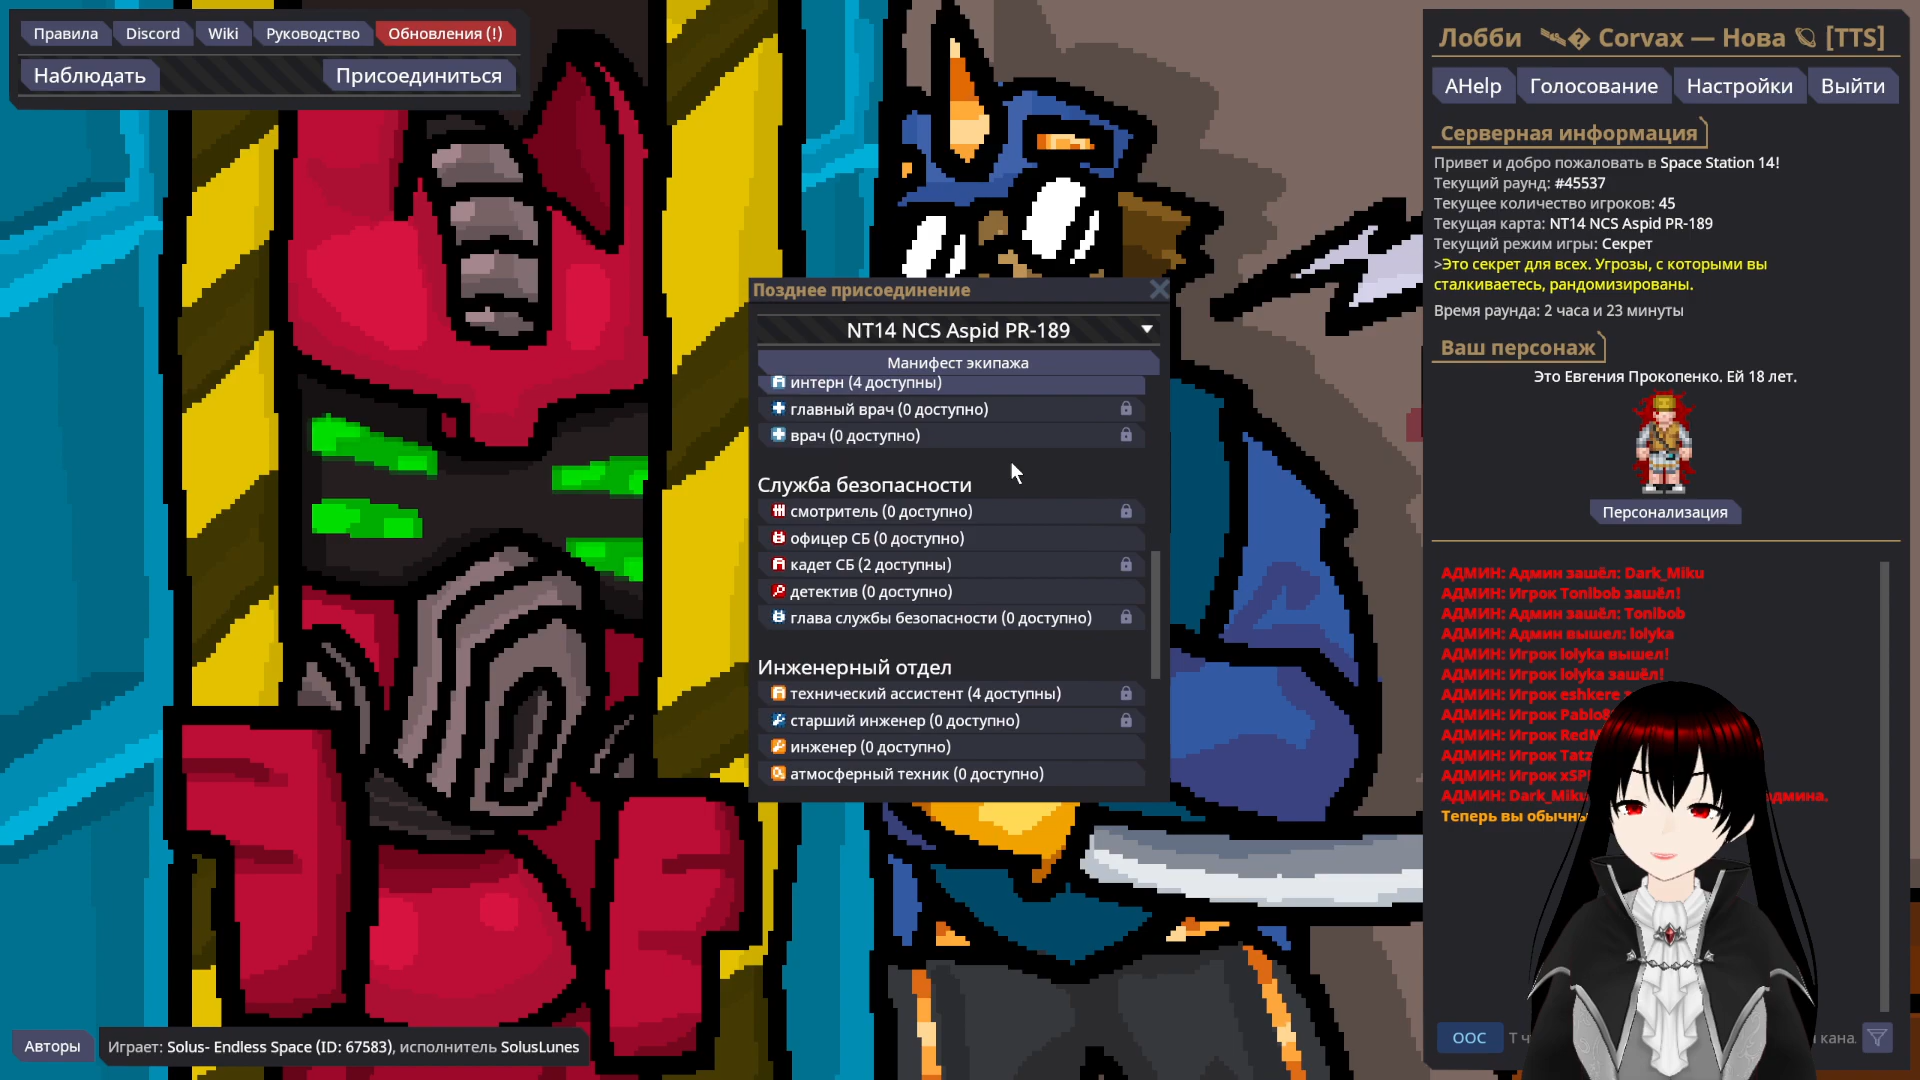 Правила
Discord
Wiki
Руководство
Обновления (!)
Наблюдать
Присоединиться
Позднее присоединение
NT14 NCS Aspid PR-189
Манифест экипажа
интерн (4 доступны)
главный врач (0 доступно)
врач (0 доступно)
Служба безопасности
смотритель (0 доступно)
офицер СБ (0 доступно)
кадет СБ (2 доступны)
детектив (0 доступно)
глава службы безопасности (0 доступно)
Инженерный отдел
технический ассистент (4 доступны)
старший инженер (0 доступно)
инженер (0 доступно)
атмосферный техник (0 доступно)
Лобби
Corvax — Нова [TTS]
AHelp
Голосование
Настройки
Выйти
Серверная информация
Привет и добро пожаловать в Space Station 14!
Текущий раунд: #45537
Текущее количество игроков: 45
Текущая карта: NT14 NCS Aspid PR-189
Текущий режим игры: Секрет
>Это секрет для всех. Угрозы, с которыми вы
сталкиваетесь, рандомизированы.
Время раунда: 2 часа и 23 минуты
Ваш персонаж
Это Евгения Прокопенко. Ей 18 лет.
Персонализация
АДМИН: Админ зашёл: Dark_Miku
АДМИН: Игрок Tonibob зашёл!
АДМИН: Админ зашёл: Tonibob
АДМИН: Админ вышел: lolyka
АДМИН: Игрок lolyka вышел!
АДМИН: Игрок lolyka зашёл!
АДМИН: Игрок eshkere
АДМИН: Игрок
АДМИН: Игрок
АДМИН: Игрок
АДМИН: Игрок
АДМИН: Dark_Miku
Теперь вы
OOC
Авторы
Играет: Solus- Endless Space (ID: 67583), исполнитель SolusLunes